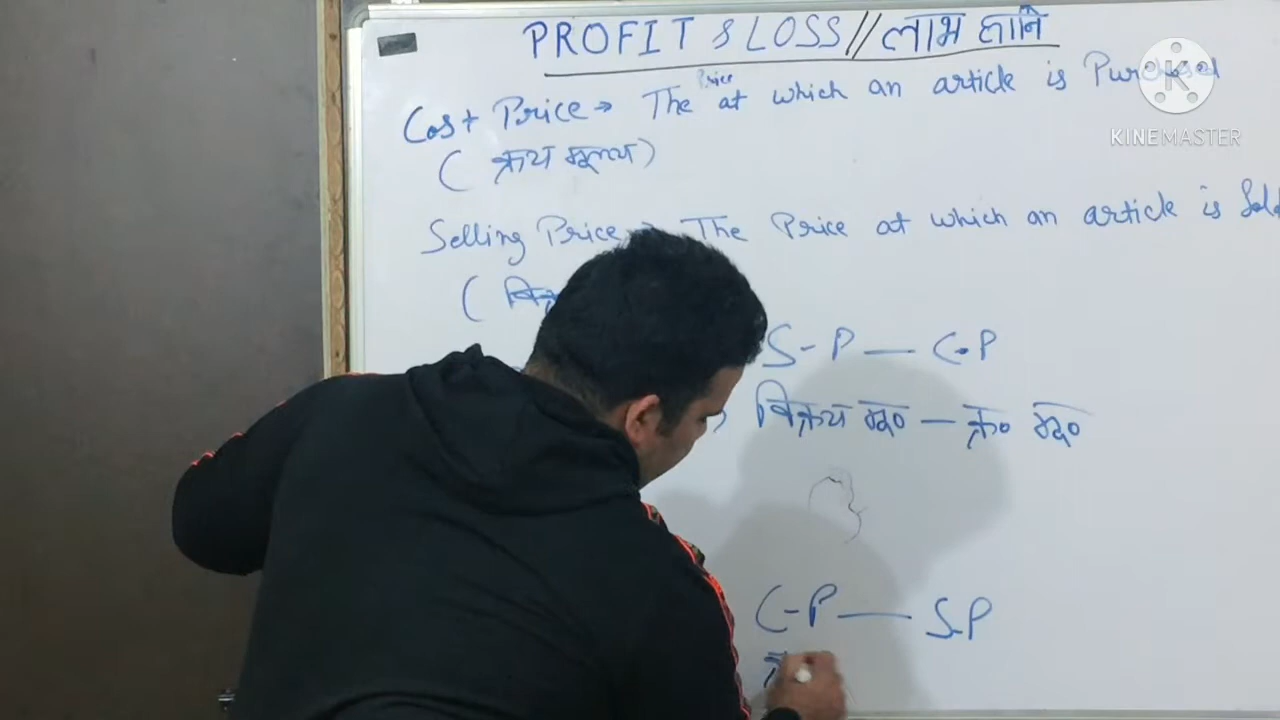 PROFIT & LOSS // लाभ हानि
Cost Price → The Price at which an article is Purchased
( क्रय मूल्य )
Selling Price → The Price at which an article is Sold
(
S-P — C.P
विक्रय मू० — क्र० मू०
C-P — S.P
KINEMASTER